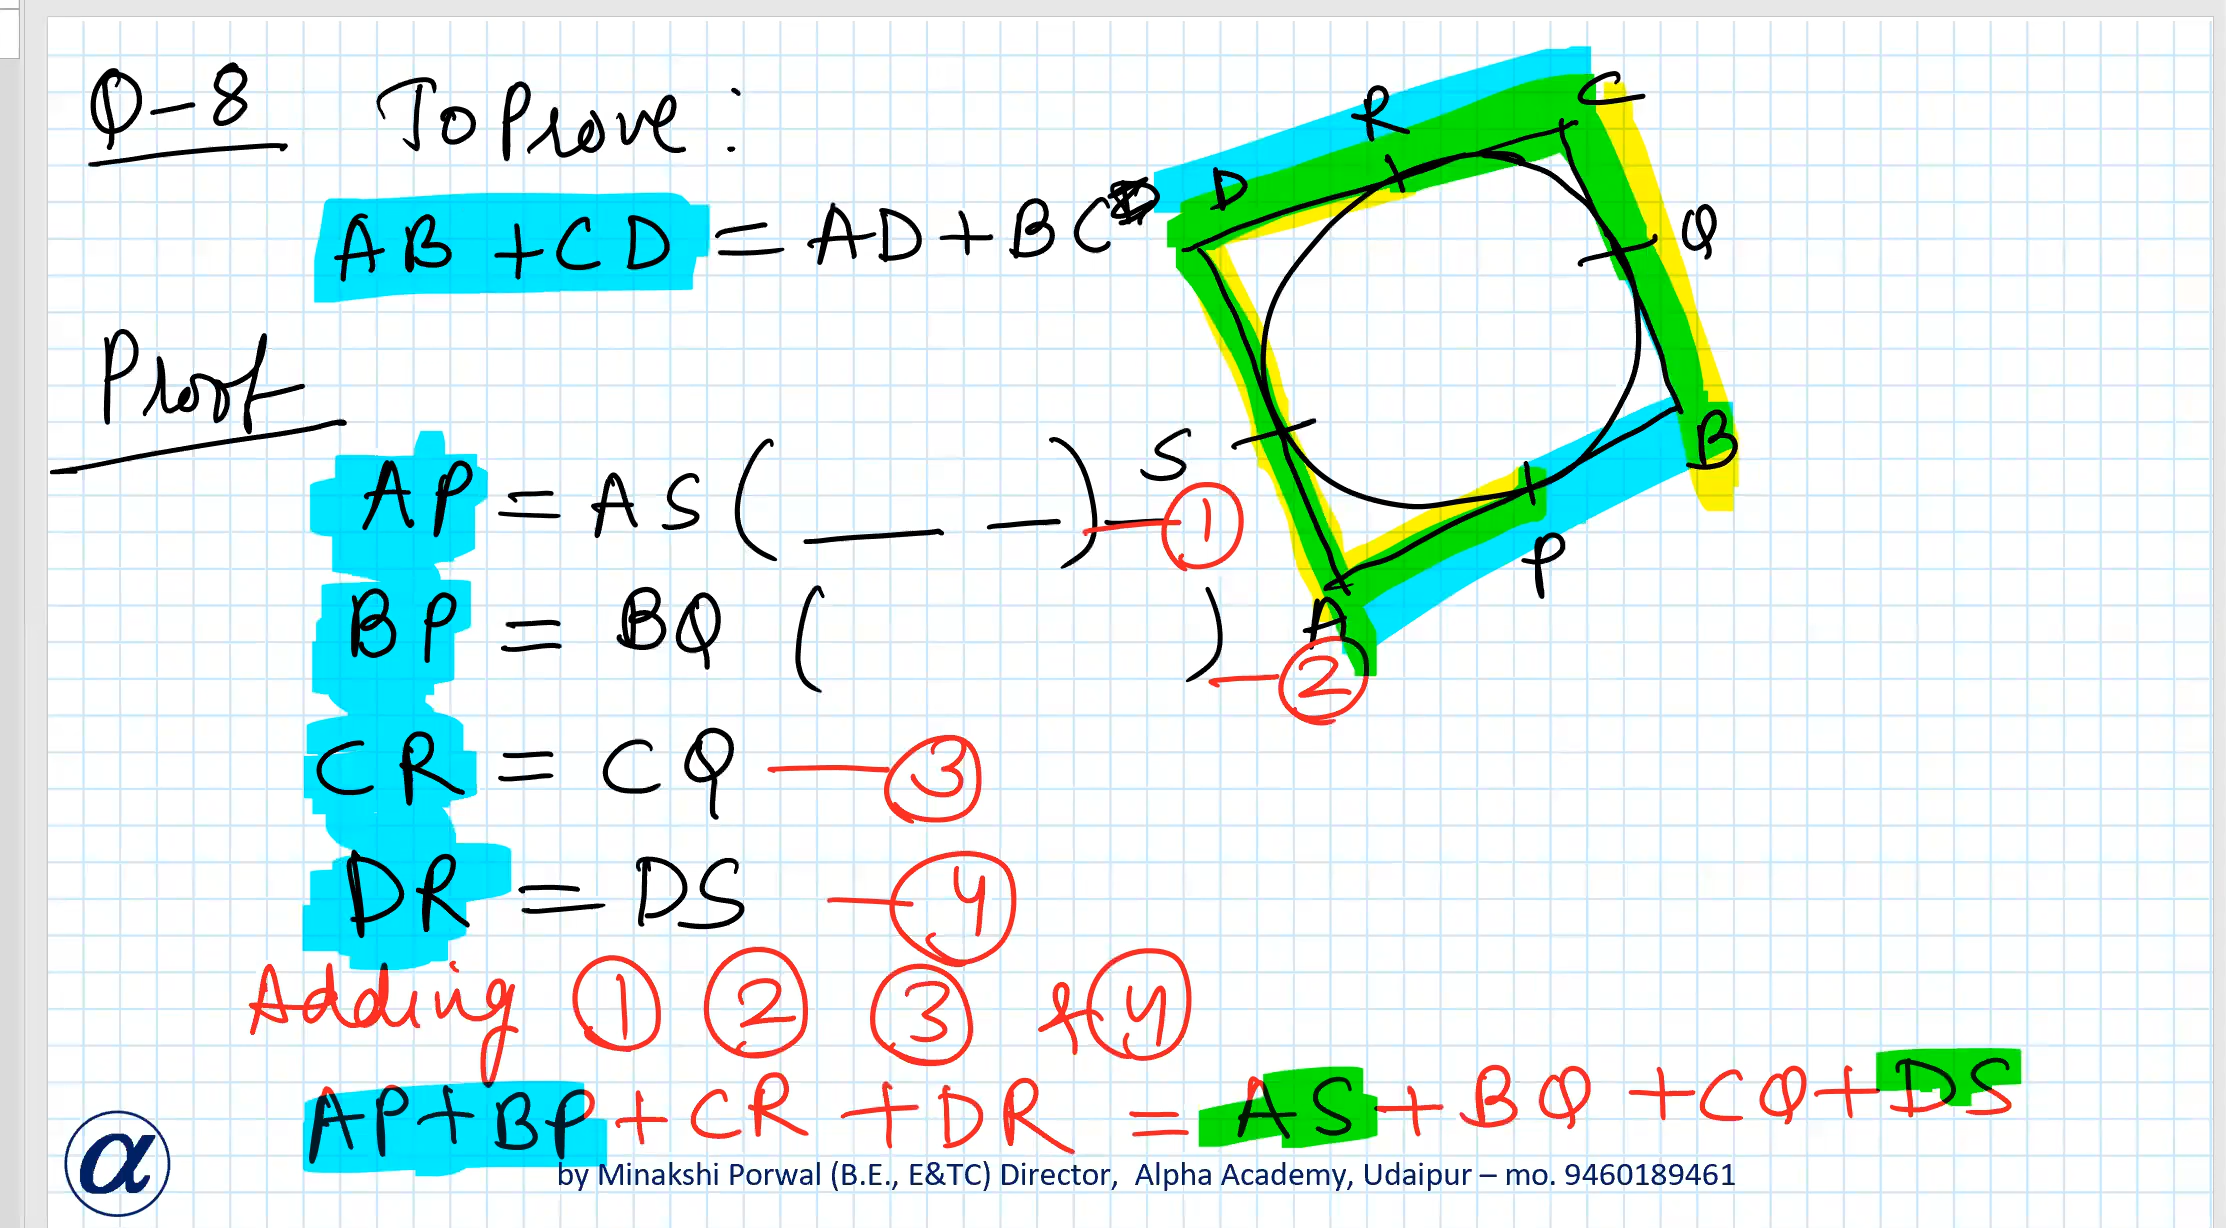 Q-8 To Prove:
AB + CD = AD + BC
Proof
AP = AS ( — — ) — 1
BP = BQ ( ) — 2
CR = CQ — 3
DR = DS — 4
Adding 1 2 3 & 4
AP + BP + CR + DR = AS + BQ + CQ + DS
D
R
C
Q
B
P
A
S
α
by Minakshi Porwal (B.E., E&TC) Director, Alpha Academy, Udaipur – mo. 9460189461